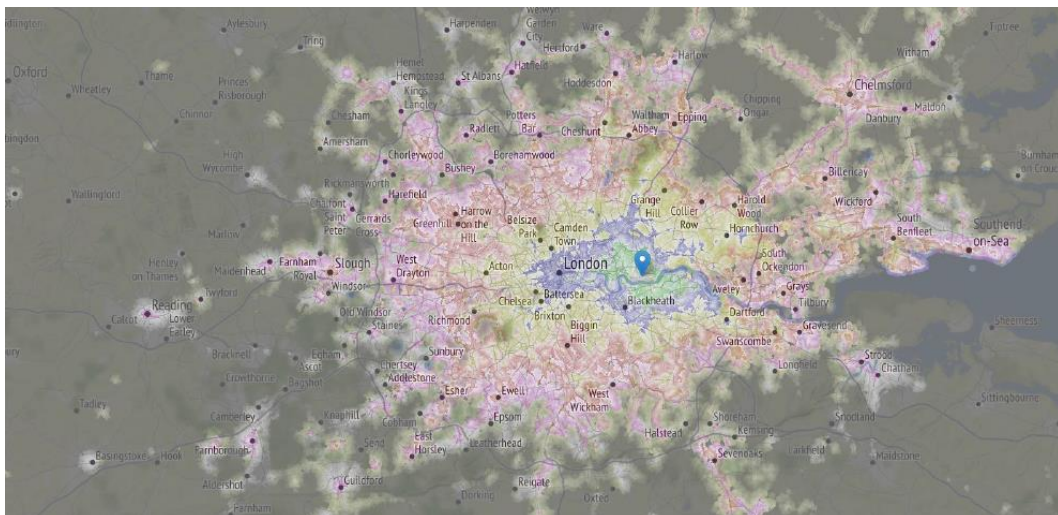 Aylesbury
Harpenden
Welwyn
Garden
City
Ware
Tiptree
Tring
Hertford
Witham
Oxford
Thame
Princes
Risborough
Hemel
Hempstead
Kings
Langley
St Albans
Hatfield
Hoddesdon
Harlow
Chelmsford
Wheatley
Chinnor
Chesham
Potters
Bar
Cheshunt
Waltham
Abbey
Epping
Chipping
Ongar
Danbury
Maldon
Amersham
Radlett
High
Wycombe
Chorleywood
Bushey
Borehamwood
Billericay
Burnham
on Crouch
Wallingford
Rickmansworth
Harefield
Grange
Hill
Collier
Row
Harold
Wood
Wickford
Chalfont
Saint
Peter
Gerrards
Cross
Greenhill
Harrow
on the
Hill
Belsize
Park
Camden
Town
Hornchurch
South
Benfleet
Southend
on-Sea
Marlow
Henley
on Thames
Maidenhead
Farnham
Royal
Slough
West
Drayton
Acton
London
South
Ockendon
Aveley
Grays
Tilbury
Twyford
Windsor
Reading
Calcot
Lower
Earley
Old Windsor
Staines
Richmond
Chelsea
Battersea
Brixton
Blackheath
Dartford
Swanscombe
Gravesend
Sheerness
Bracknell
Ascot
Egham
Sunbury
Biggin
Hill
Longfield
Strood
Chatham
Crowthorne
Bagshot
Chertsey
Addlestone
Esher
Ewell
West
Wickham
Sittingbourne
Tadley
Camberley
Knaphill
Cobham
Epsom
Halstead
Shoreham
Kemsing
Snodland
Farnborough
Send
East
Horsley
Leatherhead
Sevenoaks
Larkfield
Maidstone
Basingstoke
Hook
Aldershot
Guildford
Dorking
Reigate
Oxted
Farnham